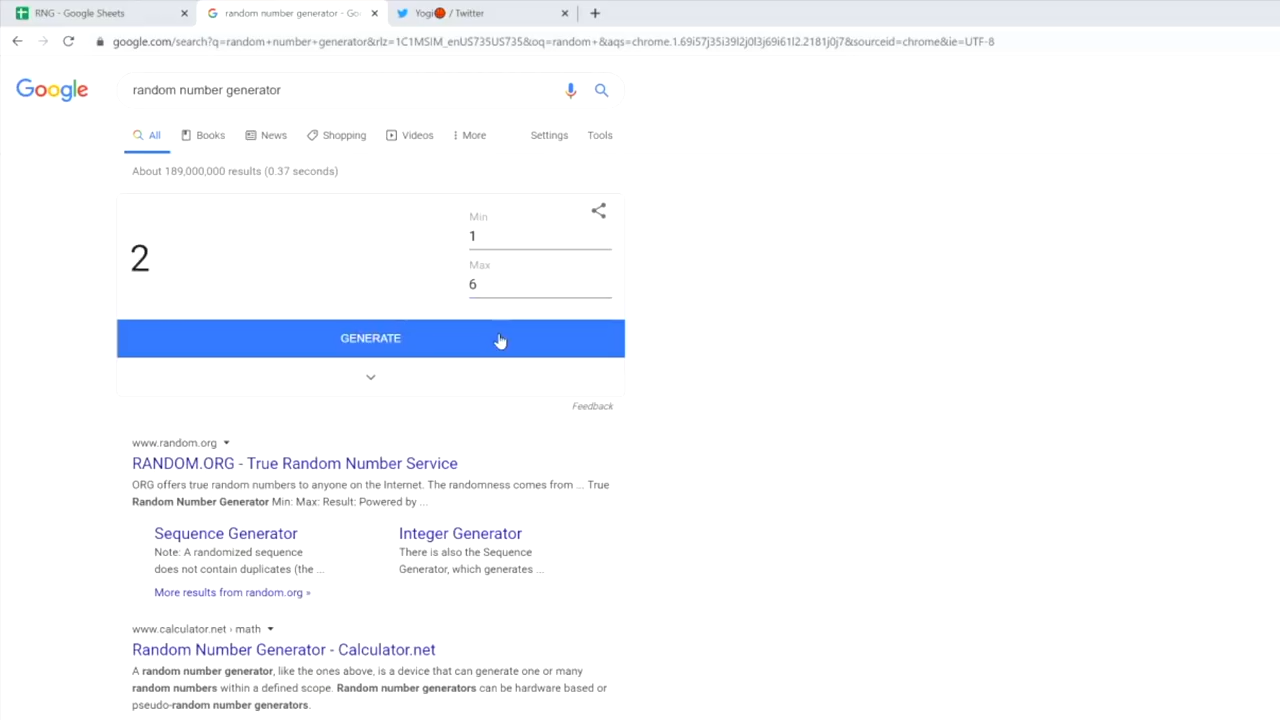 RNG - Google Sheets
random number generator - Go
Yogi🔴 / Twitter
google.com/search?q=random+number+generator&rlz=1C1MSIM_enUS735US735&oq=random+&aqs=chrome.1.69i57j35i39l2j0l3j69i61l2.2181j0j7&sourceid=chrome&ie=UTF-8
Google
random number generator
All Books News Shopping Videos More Settings Tools
About 189,000,000 results (0.37 seconds)
Min
1
2
Max
6
GENERATE
Feedback
www.random.org
RANDOM.ORG - True Random Number Service
ORG offers true random numbers to anyone on the Internet. The randomness comes from ... True
Random Number Generator Min: Max: Result: Powered by ...
Sequence Generator
Note: A randomized sequence
does not contain duplicates (the ...
Integer Generator
There is also the Sequence
Generator, which generates ...
More results from random.org »
www.calculator.net › math
Random Number Generator - Calculator.net
A random number generator, like the ones above, is a device that can generate one or many
random numbers within a defined scope. Random number generators can be hardware based or
pseudo-random number generators.